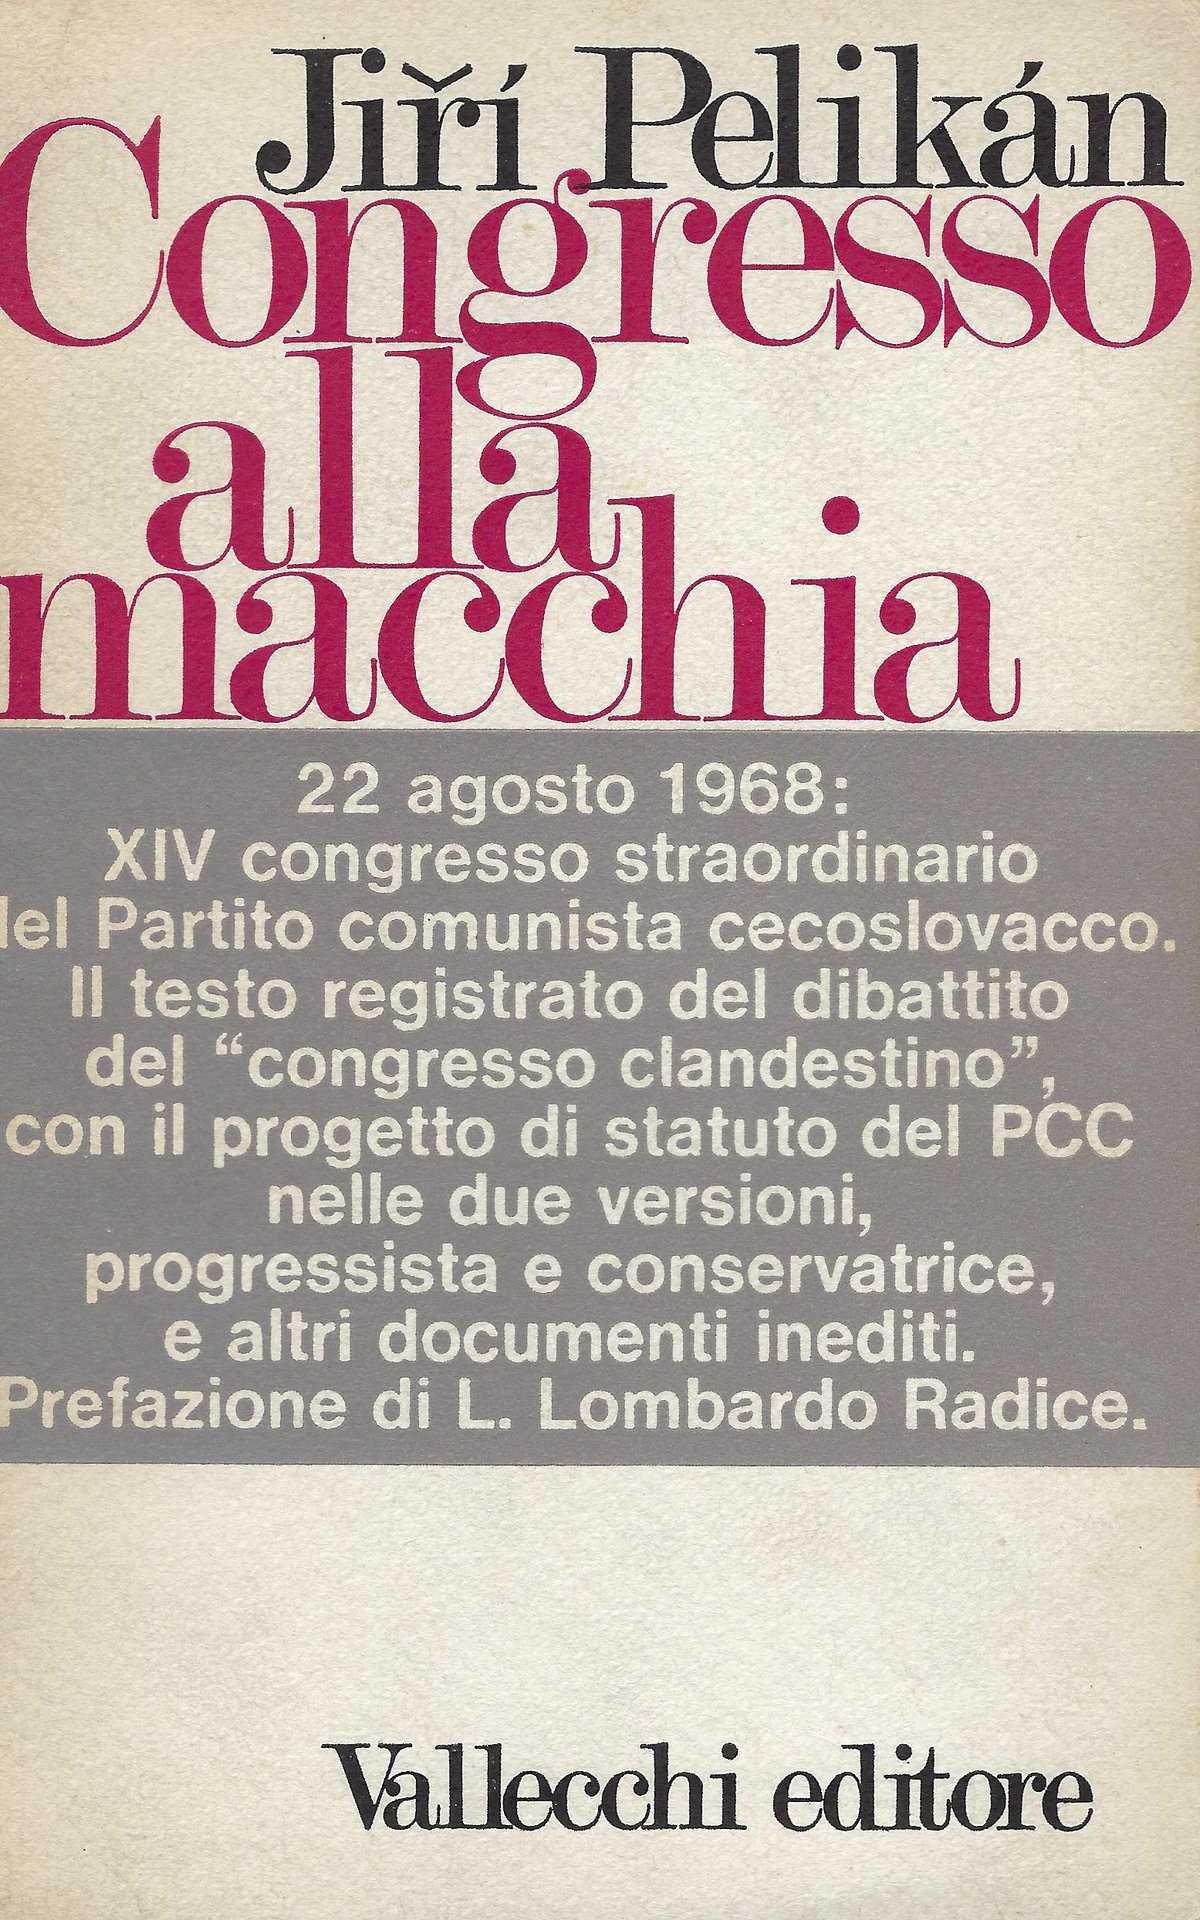 Jiří Pelikán
Congresso
alla
macchia
22 agosto 1968:
XIV congresso straordinario
del Partito comunista cecoslovacco.
Il testo registrato del dibattito
del “congresso clandestino”,
con il progetto di statuto del PCC
nelle due versioni,
progressista e conservatrice,
e altri documenti inediti.
Prefazione di L. Lombardo Radice.
Vallecchi editore